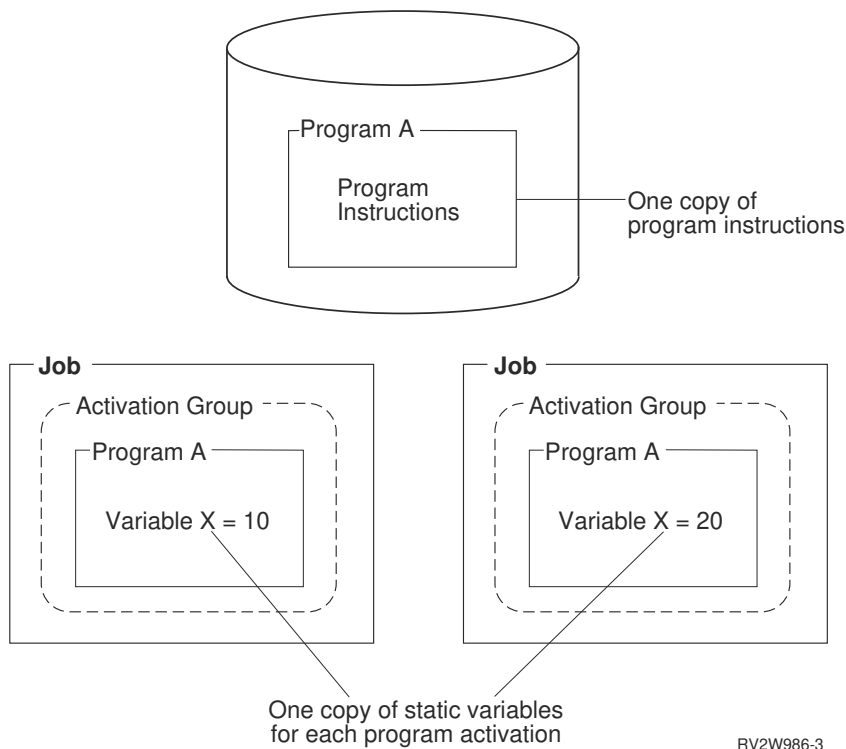 Program A
Program
Instructions
One copy of
program instructions
Job
Activation Group
Program A
Variable X = 10
Job
Activation Group
Program A
Variable X = 20
One copy of static variables
for each program activation
RV2W986-3